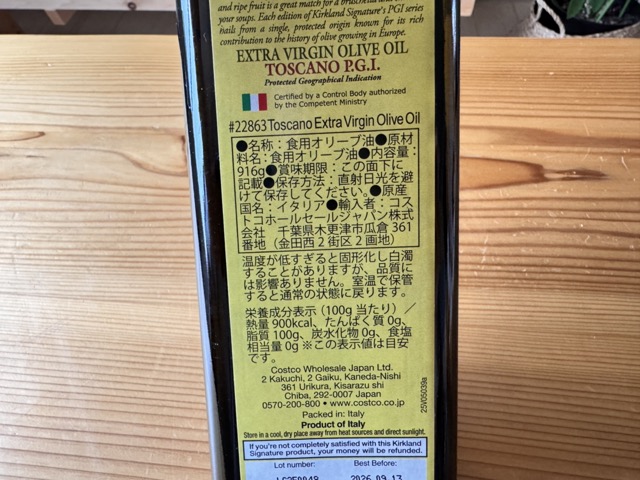 and ripe fruit is a great match for a bruschetta
your soups. Each edition of Kirkland Signature's PGI series
hails from a single, protected origin known for its rich
contribution to the history of olive growing in Europe.
EXTRA VIRGIN OLIVE OIL
TOSCANO P.G.I.
Protected Geographical Indication
Certified by a Control Body authorized
by the Competent Ministry
#22863 Toscano Extra Virgin Olive Oil
●名称：食用オリーブ油●原材
料名：食用オリーブ油●内容量：
916g●賞味期限：この面下に
記載●保存方法：直射日光を避
けて保存してください。●原産
国名：イタリア●輸入者：コス
トコホールセールジャパン株式
会社　千葉県木更津市瓜倉 361
番地（金田西２街区２画地）
温度が低すぎると固形化し白濁
することがありますが、品質に
は影響ありません。室温で保管
すると通常の状態に戻ります。
栄養成分表示（100g 当たり）／
熱量 900kcal、たんぱく質 0g、
脂質 100g、炭水化物 0g、食塩
相当量 0g ※この表示値は目安
です。
Costco Wholesale Japan Ltd.
2 Kakuchi, 2 Gaiku, Kaneda-Nishi
361 Urikura, Kisarazu shi
Chiba, 292-0007 Japan
0570-200-800 • www.costco.co.jp
25V05039a
Packed in: Italy
Product of Italy
Store in a cool, dry place away from heat sources and direct sunlight.
If you're not completely satisfied with this Kirkland
Signature product, your money will be refunded.
Lot number: Best Before:
2026 09 13